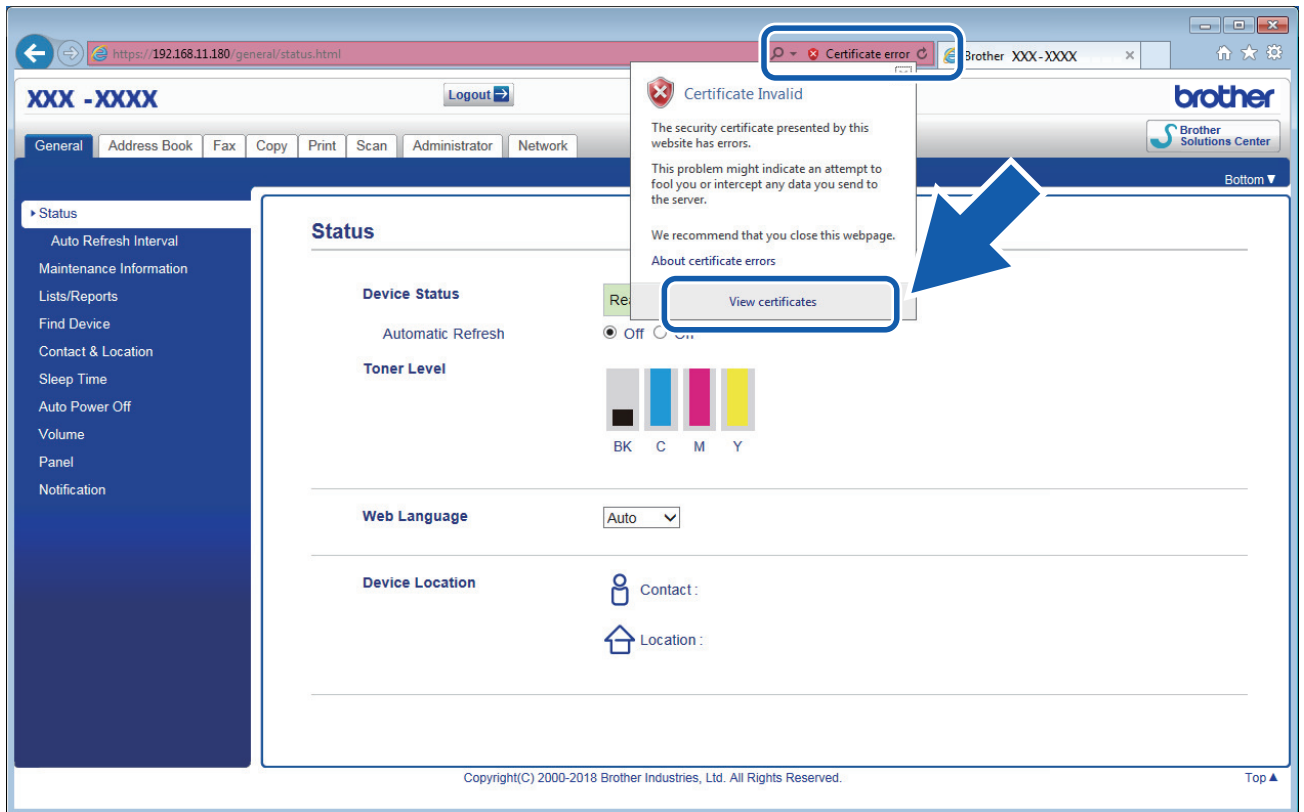 https://192.168.11.180/general/status.html
Certificate error
Brother XXX-XXXX
XXX -XXXX
Logout
brother
General
Address Book
Fax
Copy
Print
Scan
Administrator
Network
Brother
Solutions Center
Bottom▼
Certificate Invalid
The security certificate presented by this
website has errors.
This problem might indicate an attempt to
fool you or intercept any data you send to
the server.
We recommend that you close this webpage.
About certificate errors
View certificates
Status
Auto Refresh Interval
Maintenance Information
Lists/Reports
Find Device
Contact & Location
Sleep Time
Auto Power Off
Volume
Panel
Notification
Status
Device Status
Automatic Refresh
Off
Toner Level
BK C M Y
Web Language
Auto
Device Location
Contact :
Location :
Copyright(C) 2000-2018 Brother Industries, Ltd. All Rights Reserved.
Top▲